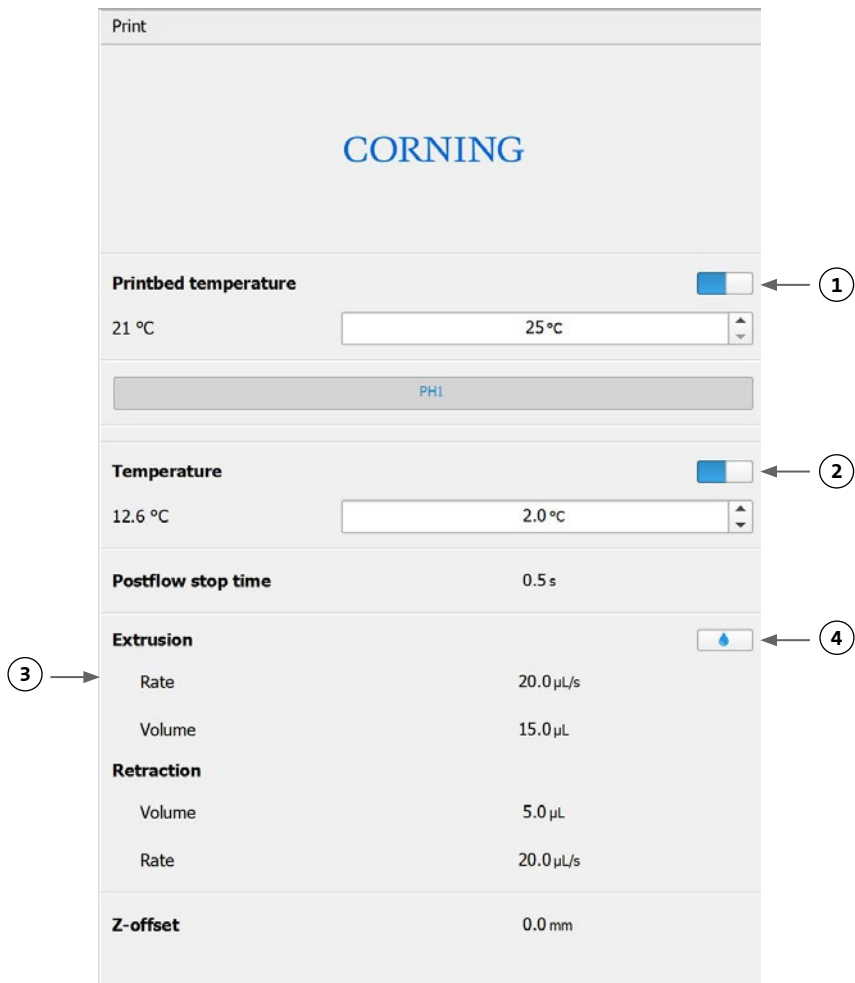 Print
CORNING
Printbed temperature
1
21 °C
25 °C
PH1
Temperature
2
12.6 °C
2.0 °C
Postflow stop time
0.5 s
Extrusion
4
3
Rate
20.0 µL/s
Volume
15.0 µL
Retraction
Volume
5.0 µL
Rate
20.0 µL/s
Z-offset
0.0 mm